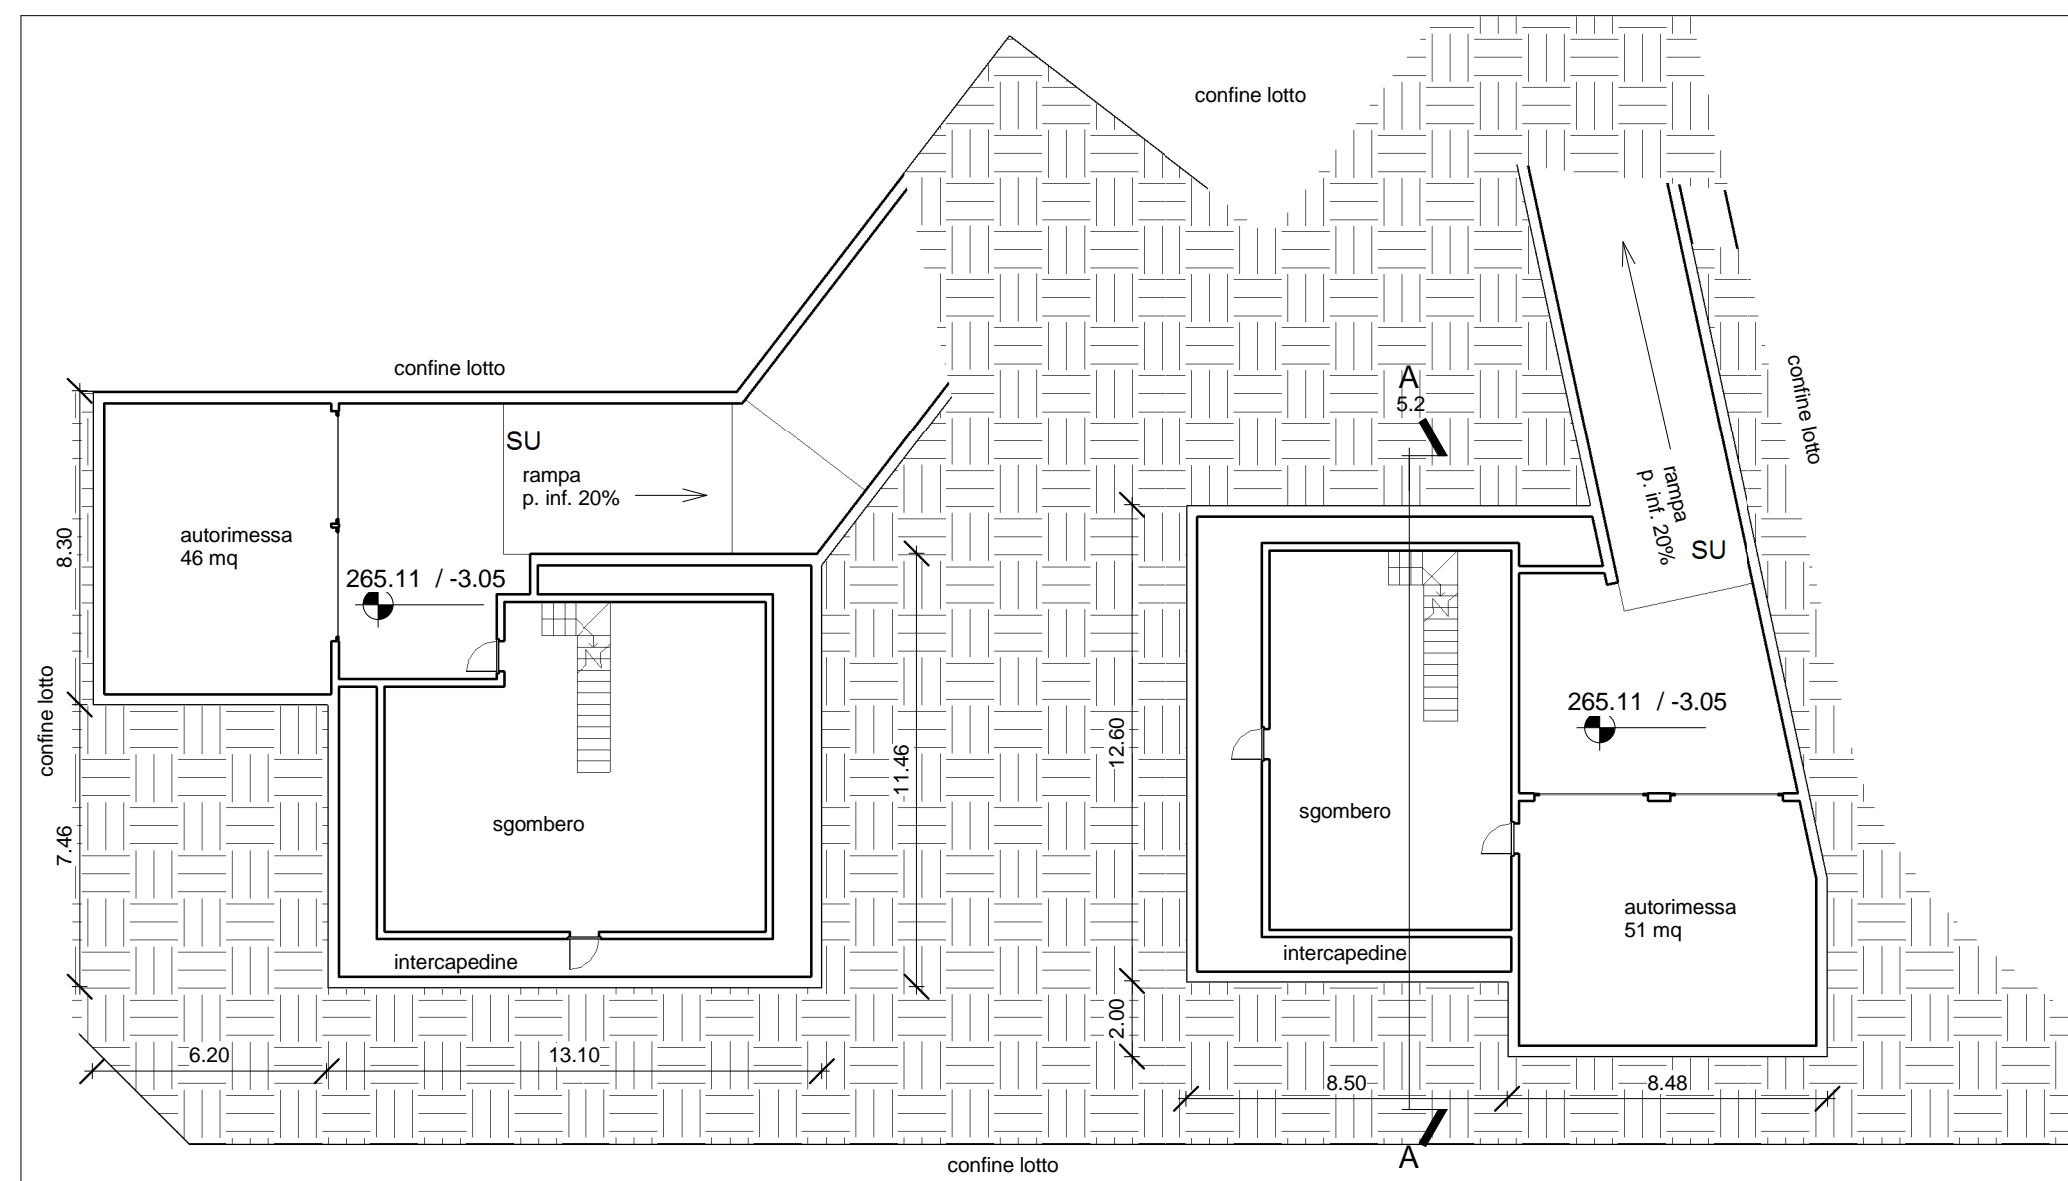 confine lotto
confine lotto
SU
rampa
p. inf. 20%
autorimessa
46 mq
8.30
265.11 / -3.05
confine lotto
7.46
sgombero
intercapedine
11.46
6.20
13.10
A
5.2
confine lotto
rampa
p. inf. 20%
SU
12.60
265.11 / -3.05
sgombero
autorimessa
51 mq
intercapedine
2.00
8.50
8.48
A
confine lotto